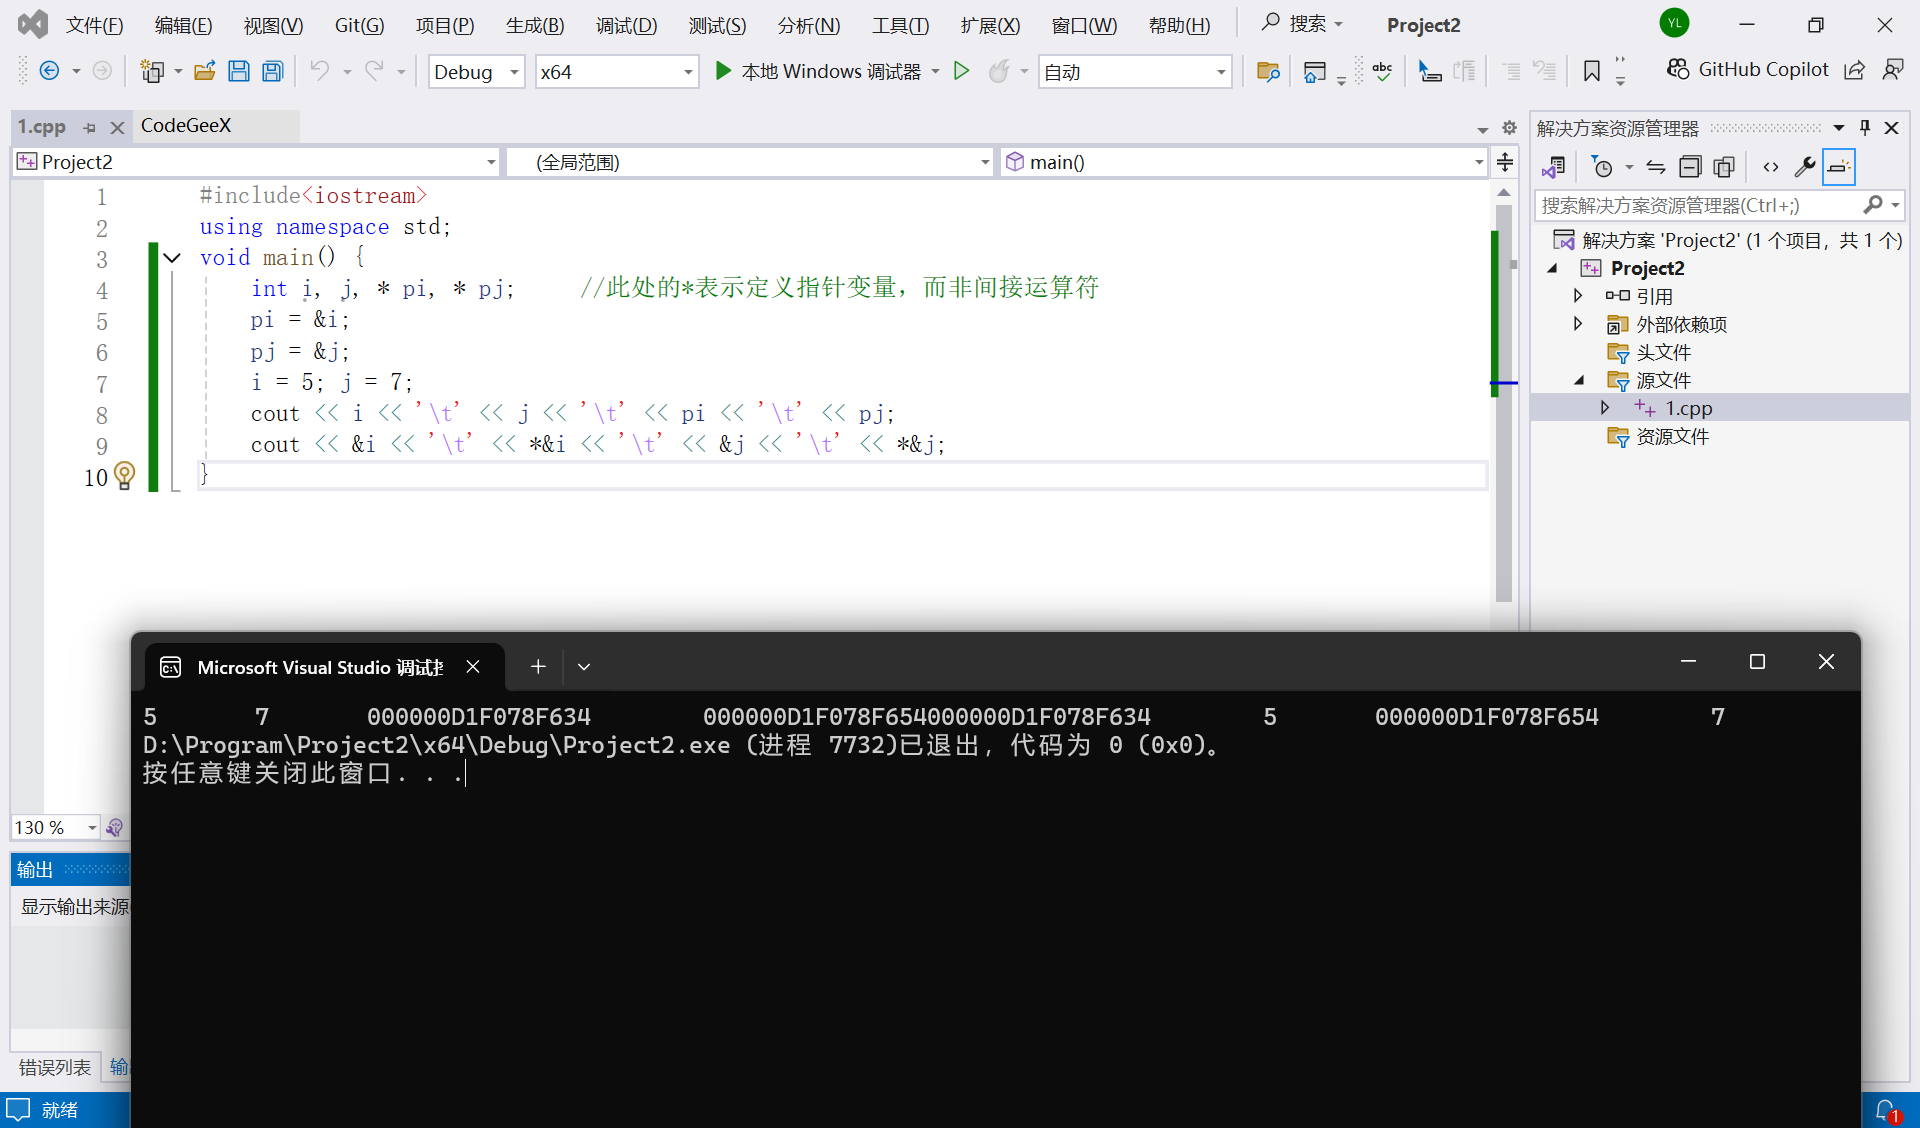 文件(F) 编辑(E) 视图(V) Git(G) 项目(P) 生成(B) 调试(D) 测试(S) 分析(N) 工具(T) 扩展(X) 窗口(W) 帮助(H) 搜索 Project2 YL
Debug x64 本地 Windows 调试器 自动 abc GitHub Copilot
1.cpp CodeGeeX
Project2 (全局范围) main()
1 #include<iostream>
2 using namespace std;
3 void main() {
4 int i, j, * pi, * pj; //此处的*表示定义指针变量，而非间接运算符
5 pi = &i;
6 pj = &j;
7 i = 5; j = 7;
8 cout << i << '\t' << j << '\t' << pi << '\t' << pj;
9 cout << &i << '\t' << *&i << '\t' << &j << '\t' << *&j;
10 }
解决方案资源管理器
搜索解决方案资源管理器(Ctrl+;)
解决方案 'Project2' (1 个项目，共 1 个)
Project2
引用
外部依赖项
头文件
源文件
1.cpp
资源文件
Microsoft Visual Studio 调试
5 7 000000D1F078F634 000000D1F078F654000000D1F078F634 5 000000D1F078F654 7
D:\Program\Project2\x64\Debug\Project2.exe (进程 7732)已退出，代码为 0 (0x0)。
按任意键关闭此窗口. . .
130 %
输出
显示输出来源
错误列表 输
就绪 1